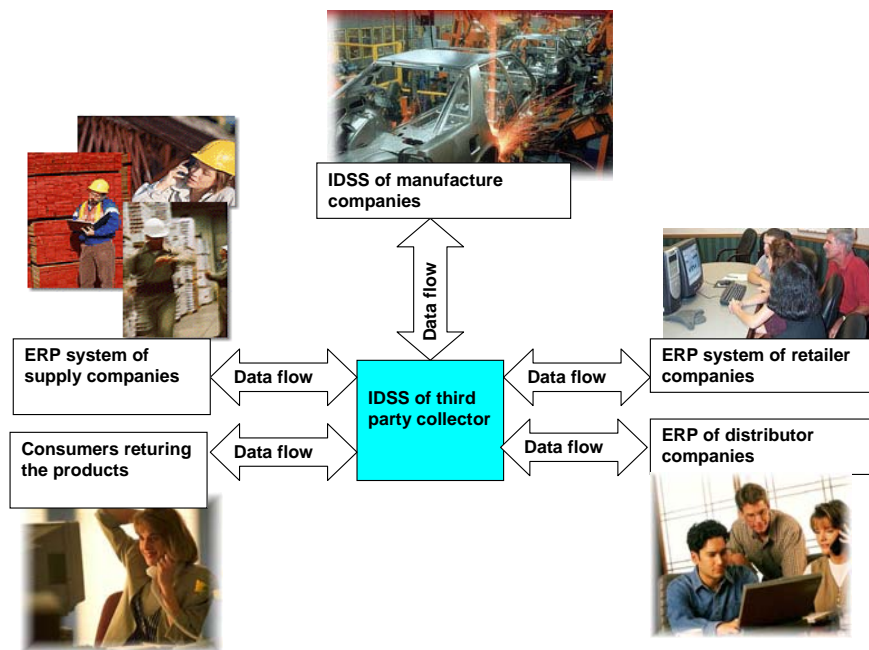 IDSS of manufacture
companies
Data flow
ERP system of
supply companies
Data flow
IDSS of third
party collector
Data flow
ERP system of retailer
companies
Consumers returing
the products
Data flow
Data flow
ERP of distributor
companies